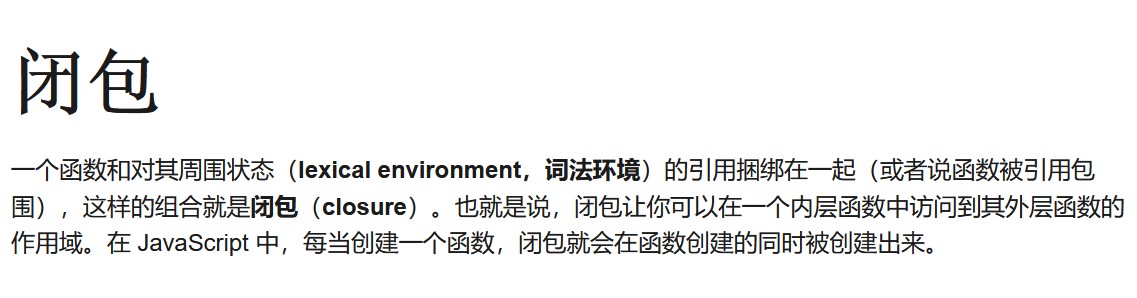 闭包
一个函数和对其周围状态（lexical environment，词法环境）的引用捆绑在一起（或者说函数被引用包
围），这样的组合就是闭包（closure）。也就是说，闭包让你可以在一个内层函数中访问到其外层函数的
作用域。在 JavaScript 中，每当创建一个函数，闭包就会在函数创建的同时被创建出来。